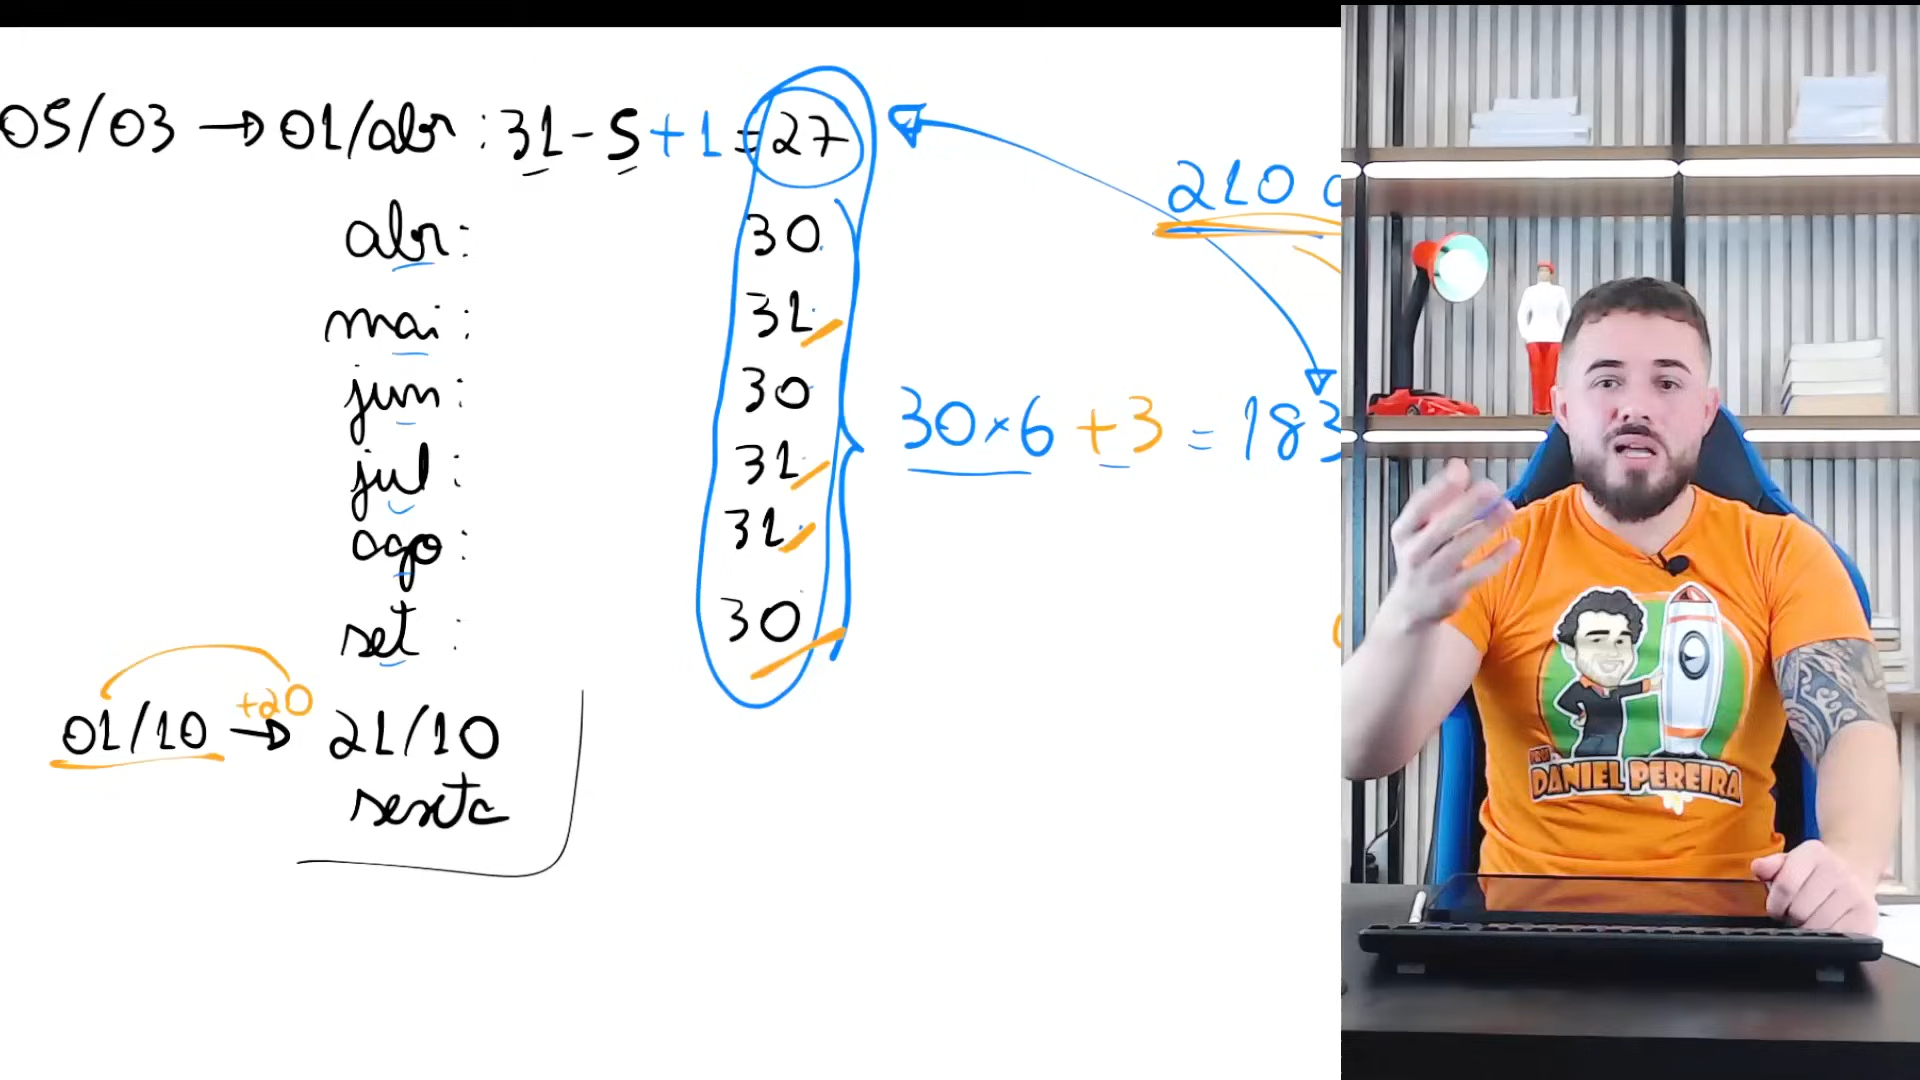 05/03 → 01/abr : 31 - 5 + 1 = 27
210
abr: 30
mai: 31
jun: 30
30×6 + 3 = 183
jul: 31
ago: 31
set: 30
01/10 +20 → 21/10
sexta
PROF. DANIEL PEREIRA